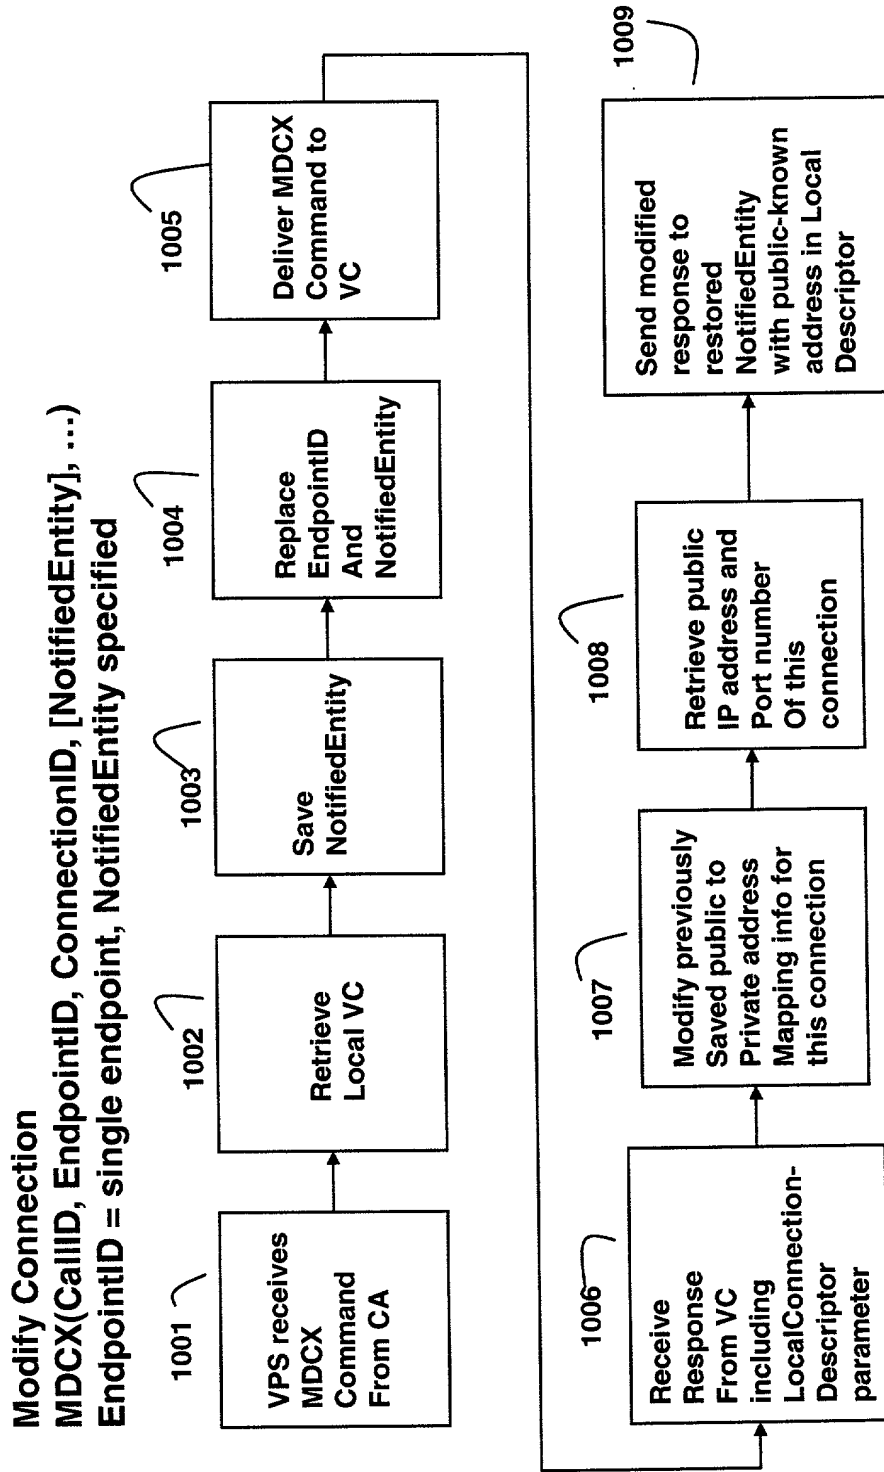 Modify Connection
MDCX(CallID, EndpointID, ConnectionID, [NotifiedEntity], ...)
EndpointID = single endpoint, NotifiedEntity specified
1001
VPS receives
MDCX
Command
From CA
1002
Retrieve
Local VC
1003
Save
NotifiedEntity
1004
Replace
EndpointID
And
NotifiedEntity
1005
Deliver MDCX
Command to
VC
1006
Receive
Response
From VC
including
LocalConnection-
Descriptor
parameter
1007
Modify previously
Saved public to
Private address
Mapping info for
this connection
1008
Retrieve public
IP address and
Port number
Of this
connection
1009
Send modified
response to
restored
NotifiedEntity
with public-known
address in Local
Descriptor